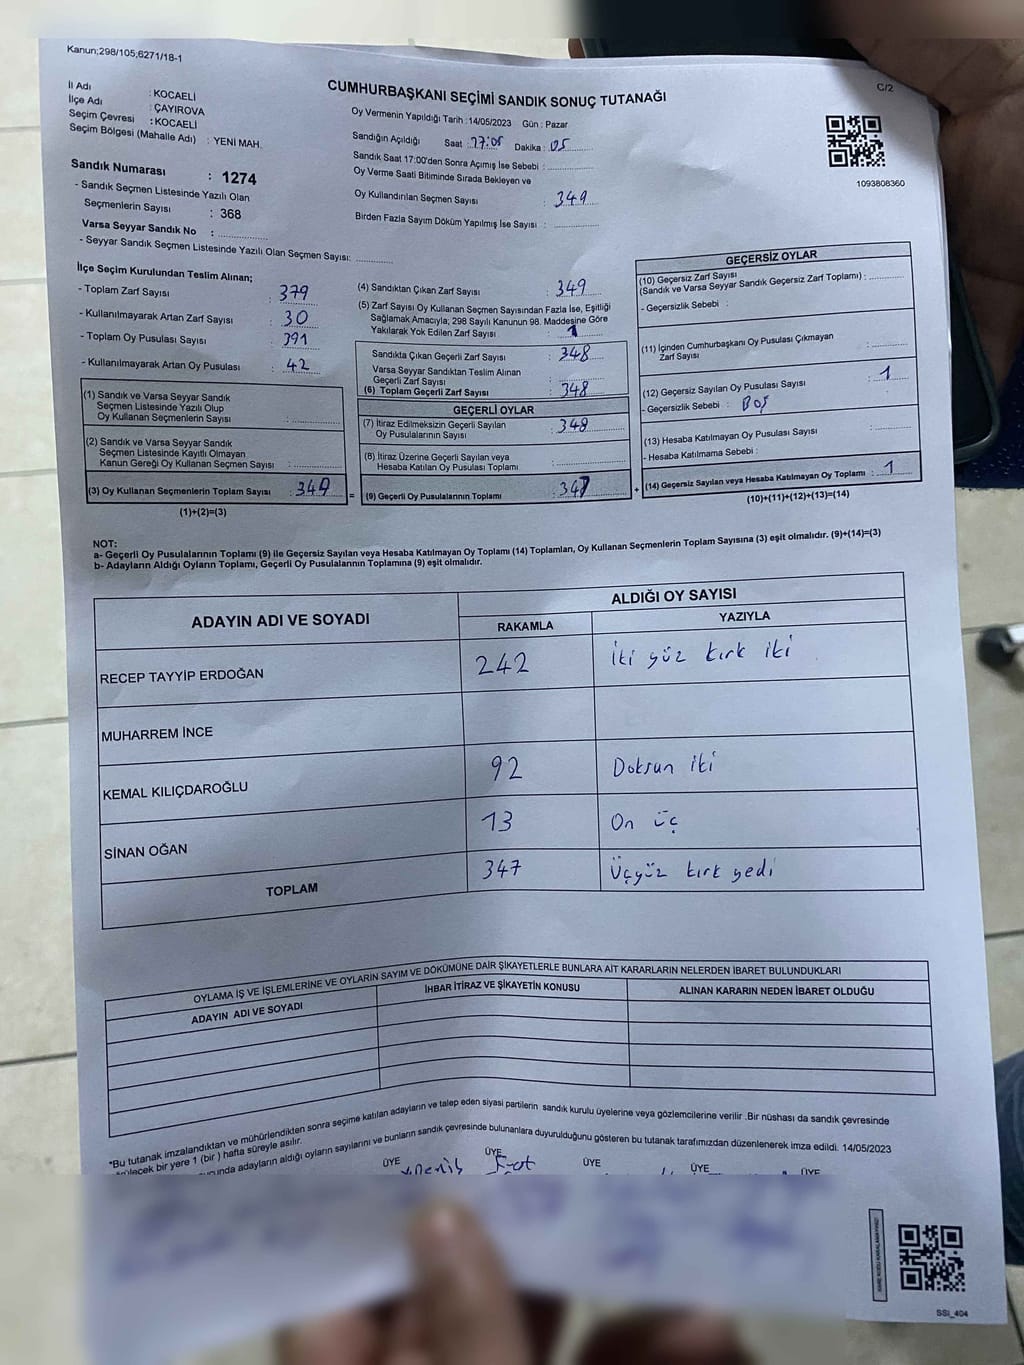 Kanun;298/105;6271/18-1
C/2
CUMHURBAŞKANI SEÇİMİ SANDIK SONUÇ TUTANAĞI
İl Adı : KOCAELİ
İlçe Adı : ÇAYIROVA
Seçim Çevresi : KOCAELİ
Seçim Bölgesi (Mahalle Adı) : YENİ MAH.
Sandık Numarası : 1274
- Sandık Seçmen Listesinde Yazılı Olan
Seçmenlerin Sayısı : 368
Varsa Seyyar Sandık No :
- Seyyar Sandık Seçmen Listesinde Yazılı Olan Seçmen Sayısı:
Oy Vermenin Yapıldığı Tarih :14/05/2023 Gün : Pazar
Sandığın Açıldığı Saat : 17:05 Dakika : 05
Sandık Saat 17:00'den Sonra Açımış İse Sebebi :
Oy Verme Saati Bitiminde Sırada Bekleyen ve
Oy Kullandırılan Seçmen Sayısı : 349
Birden Fazla Sayım Döküm Yapılmış İse Sayısı :
1093808360
İlçe Seçim Kurulundan Teslim Alınan;
- Toplam Zarf Sayısı : 379
- Kullanılmayarak Artan Zarf Sayısı : 30
- Toplam Oy Pusulası Sayısı : 391
- Kullanılmayarak Artan Oy Pusulası : 42
(1) Sandık ve Varsa Seyyar Sandık
Seçmen Listesinde Yazılı Olup
Oy Kullanan Seçmenlerin Sayısı :
(2) Sandık ve Varsa Seyyar Sandık
Seçmen Listesinde Kayıtlı Olmayan
Kanun Gereği Oy Kullanan Seçmen Sayısı :
(3) Oy Kullanan Seçmenlerin Toplam Sayısı : 349
(1)+(2)=(3)
(4) Sandıktan Çıkan Zarf Sayısı : 349
(5) Zarf Sayısı Oy Kullanan Seçmen Sayısından Fazla İse, Eşitliği
Sağlamak Amacıyla; 298 Sayılı Kanunun 98. Maddesine Göre
Yakılarak Yok Edilen Zarf Sayısı : 1
Sandıkta Çıkan Geçerli Zarf Sayısı : 348
Varsa Seyyar Sandıktan Teslim Alınan
Geçerli Zarf Sayısı :
(6) Toplam Geçerli Zarf Sayısı : 348
GEÇERLİ OYLAR
(7) İtiraz Edilmeksizin Geçerli Sayılan
Oy Pusulalarının Sayısı : 348
(8) İtiraz Üzerine Geçerli Sayılan veya
Hesaba Katılan Oy Pusulası Toplamı :
= (9) Geçerli Oy Pusulalarının Toplamı : 347
GEÇERSİZ OYLAR
(10) Geçersiz Zarf Sayısı
(Sandık ve Varsa Seyyar Sandık Geçersiz Zarf Toplamı) :
- Geçersizlik Sebebi :
(11) İçinden Cumhurbaşkanı Oy Pusulası Çıkmayan
Zarf Sayısı :
(12) Geçersiz Sayılan Oy Pusulası Sayısı : 1
- Geçersizlik Sebebi : Boş
(13) Hesaba Katılmayan Oy Pusulası Sayısı :
- Hesaba Katılmama Sebebi :
+ (14) Geçersiz Sayılan veya Hesaba Katılmayan Oy Toplamı : 1
(10)+(11)+(12)+(13)=(14)
NOT:
a- Geçerli Oy Pusulalarının Toplamı (9) ile Geçersiz Sayılan veya Hesaba Katılmayan Oy Toplamı (14) Toplamları, Oy Kullanan Seçmenlerin Toplam Sayısına (3) eşit olmalıdır. (9)+(14)=(3)
b- Adayların Aldığı Oyların Toplamı, Geçerli Oy Pusulalarının Toplamına (9) eşit olmalıdır.
ADAYIN ADI VE SOYADI
ALDIĞI OY SAYISI
RAKAMLA YAZIYLA
RECEP TAYYİP ERDOĞAN 242 iki yüz kırk iki
MUHARREM İNCE
KEMAL KILIÇDAROĞLU 92 Doksan iki
SİNAN OĞAN 13 On üç
TOPLAM 347 Üçyüz kırk yedi
OYLAMA İŞ VE İŞLEMLERİNE VE OYLARIN SAYIM VE DÖKÜMÜNE DAİR ŞİKAYETLERLE BUNLARA AİT KARARLARIN NELERDEN İBARET BULUNDUKLARI
ADAYIN ADI VE SOYADI İHBAR İTİRAZ VE ŞİKAYETİN KONUSU ALINAN KARARIN NEDEN İBARET OLDUĞU
*Bu tutanak imzalandıktan ve mühürlendikten sonra seçime katılan adayların ve talep eden siyasi partilerin sandık kurulu üyelerine veya gözlemcilerine verilir .Bir nüshası da sandık çevresinde
bir yere 1 (bir ) hafta süreyle asılır.
adayların aldığı oyların sayılarını ve bunların sandık çevresinde bulunanlara duyurulduğunu gösteren bu tutanak tarafımızdan düzenlenerek imza edildi. 14/05/2023
ÜYE ÜYE ÜYE ÜYE ÜYE
SSİ_404